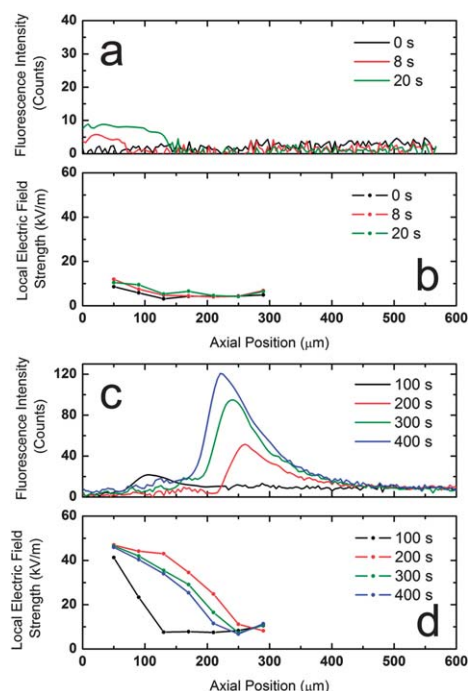 Fluorescence Intensity
(Counts)
40
30
20
10
0
a
0 s
8 s
20 s
Local Electric Field
Strength (kV/m)
60
40
20
0
0 s
8 s
20 s
b
0 100 200 300 400 500 600
Axial Position (μm)
Fluorescence Intensity
(Counts)
120
80
40
0
c
100 s
200 s
300 s
400 s
Local Electric Field
Strength (kV/m)
60
40
20
0
100 s
200 s
300 s
400 s
d
0 100 200 300 400 500 600
Axial Position (μm)